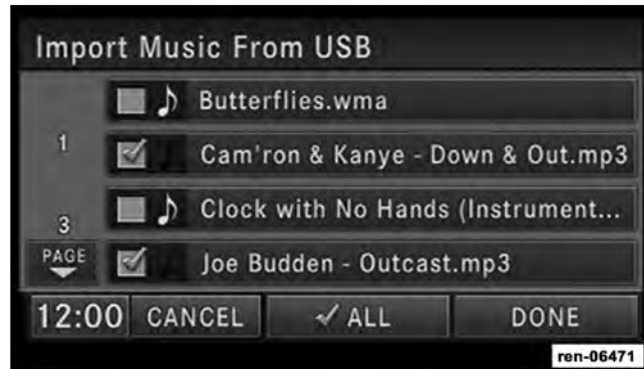 Import Music From USB
Butterflies.wma
1
Cam'ron & Kanye - Down & Out.mp3
Clock with No Hands (Instrument...
3
PAGE
Joe Budden - Outcast.mp3
12:00 CANCEL ALL DONE
ren-06471